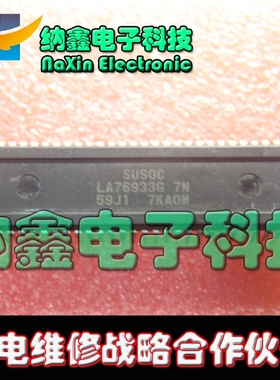 纳鑫电子科技
NaXin Electronic
SUSOC
LA76933G 7N
59J1 7KA0N
纳鑫电子科技
电维修战略合作伙